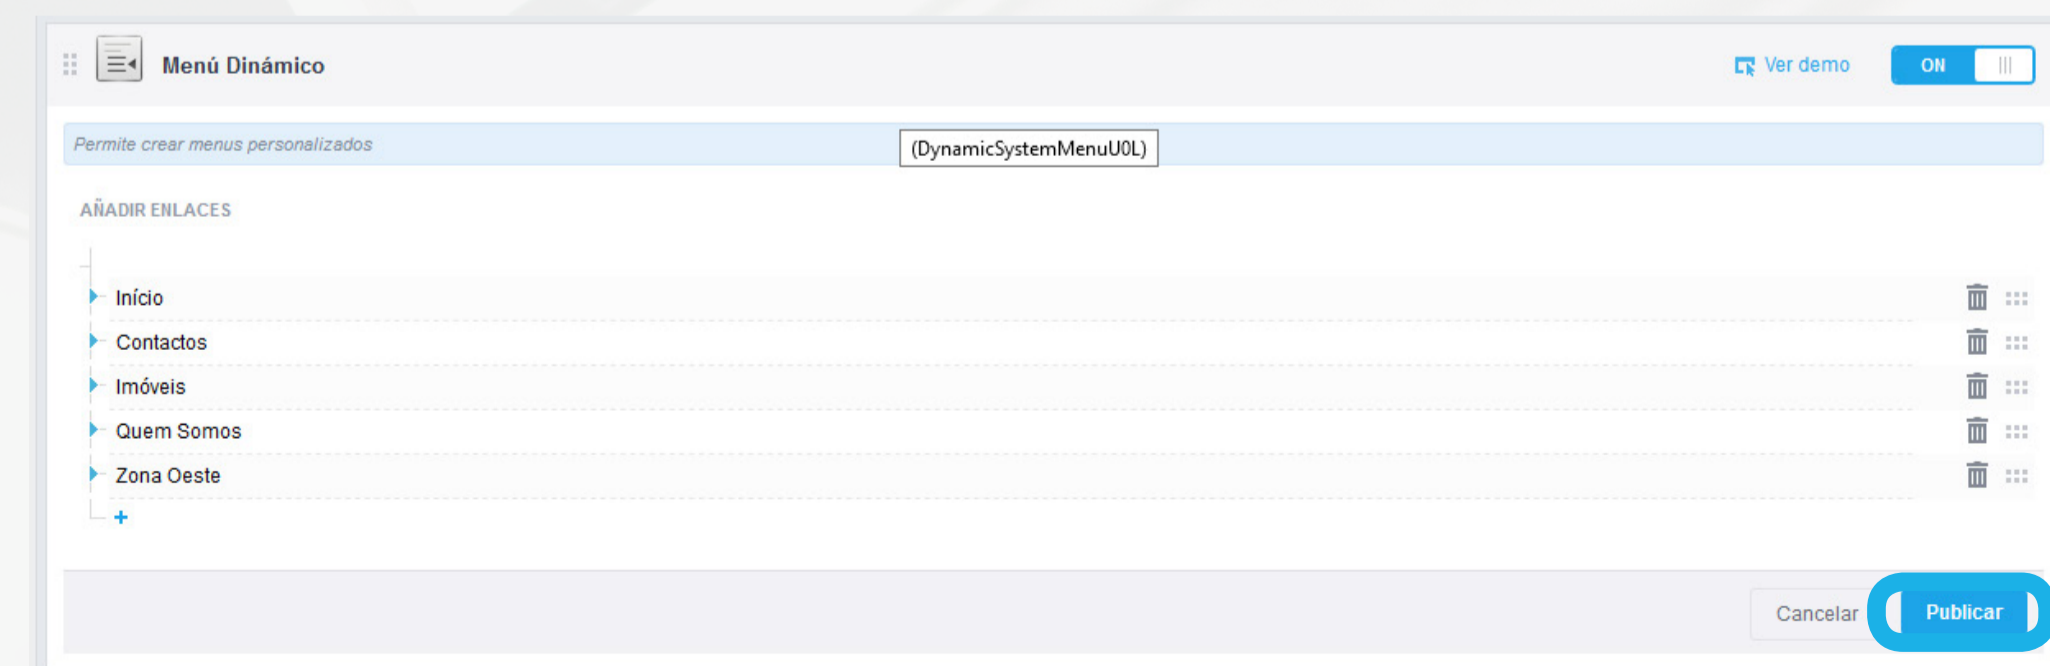 Menú Dinámico
Ver demo
ON
Permite crear menus personalizados
(DynamicSystemMenuU0L)
AÑADIR ENLACES
Início
Contactos
Imóveis
Quem Somos
Zona Oeste
+
Cancelar
Publicar